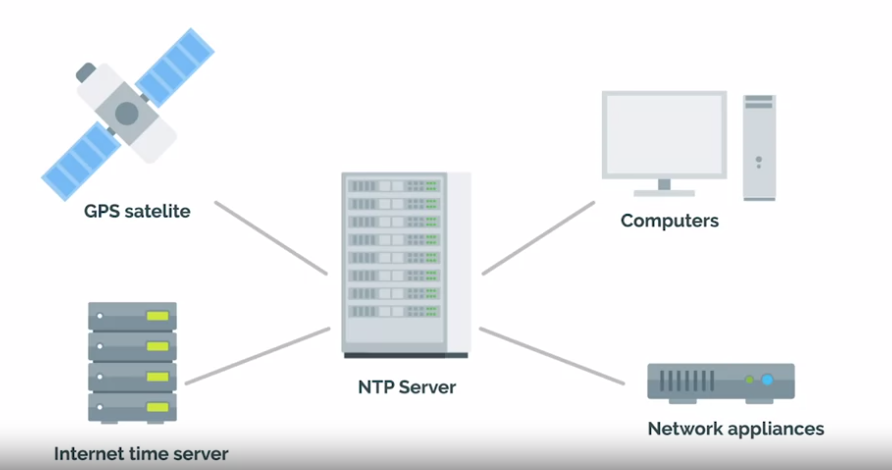 GPS satelite
Computers
NTP Server
Internet time server
Network appliances